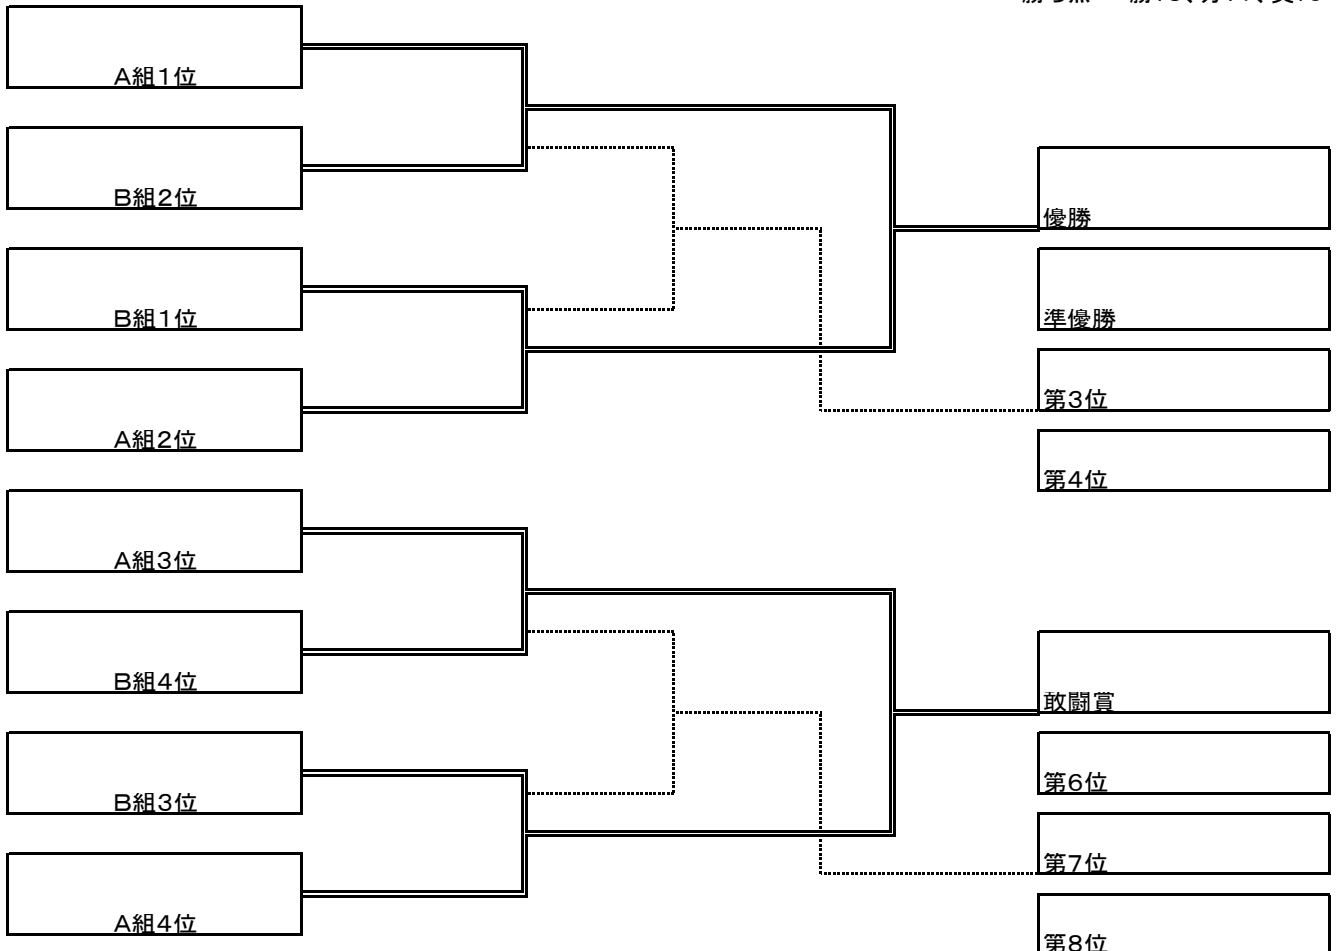 A組1位
B組2位
B組1位
A組2位
A組3位
B組4位
B組3位
A組4位
優勝
準優勝
第3位
第4位
敢闘賞
第6位
第7位
第8位